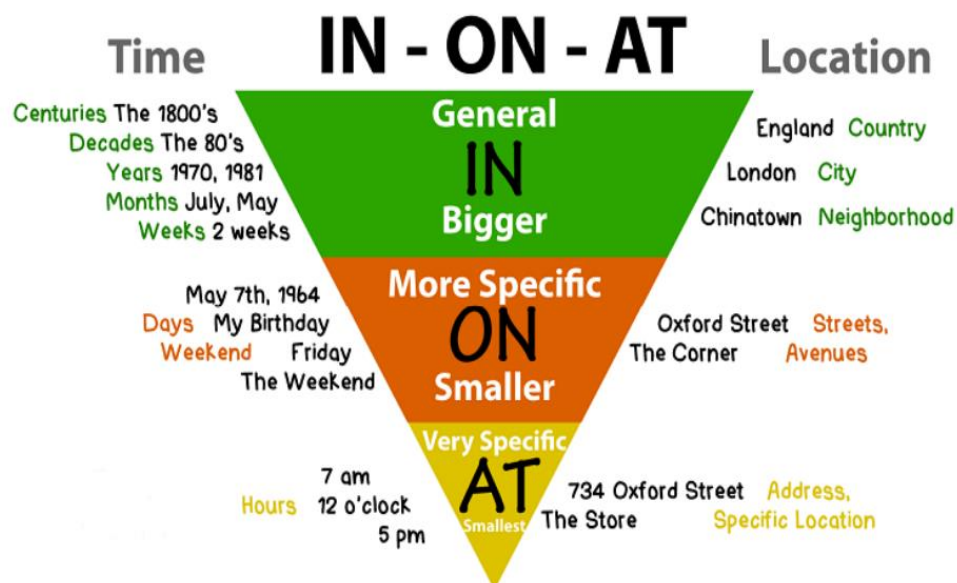 Time
IN - ON - AT
Location
Centuries The 1800's
Decades The 80's
Years 1970, 1981
Months July, May
Weeks 2 weeks
General
IN
Bigger
England Country
London City
Chinatown Neighborhood
May 7th, 1964
Days My Birthday
Weekend Friday
The Weekend
More Specific
ON
Smaller
Oxford Street Streets,
The Corner Avenues
7 am
Hours 12 o'clock
5 pm
Very Specific
AT
Smallest
734 Oxford Street Address,
The Store Specific Location